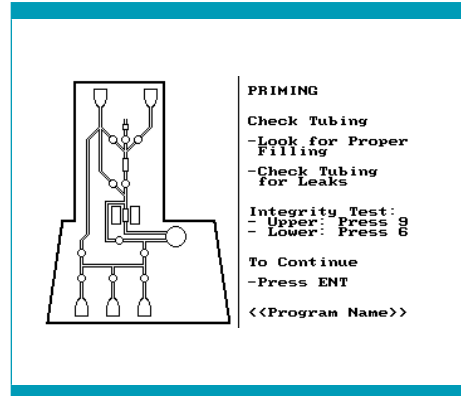 PRIMING
Check Tubing
-Look for Proper
Filling
-Check Tubing
for Leaks
Integrity Test:
- Upper: Press 9
- Lower: Press 6
To Continue
-Press ENT
<<Program Name>>